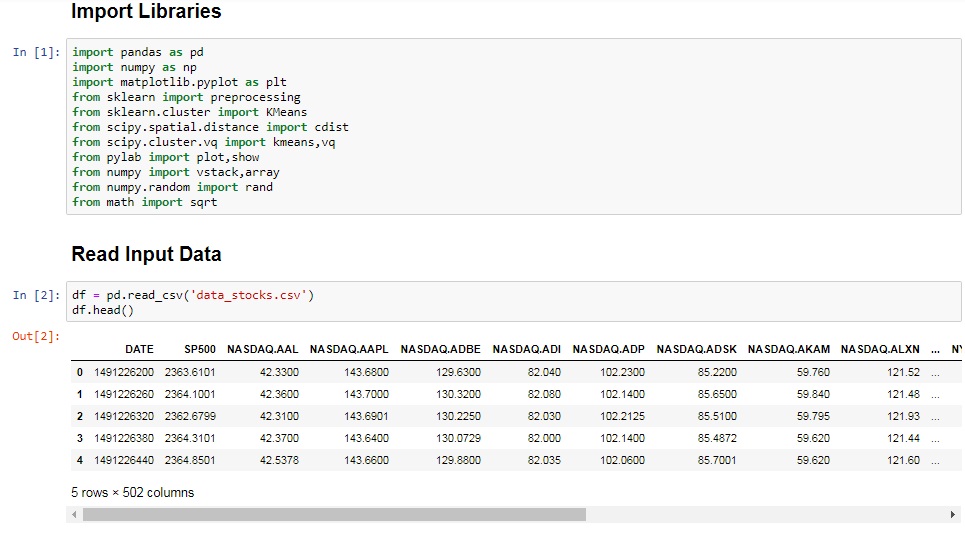 Import Libraries
In [1]: import pandas as pd
import numpy as np
import matplotlib.pyplot as plt
from sklearn import preprocessing
from sklearn.cluster import KMeans
from scipy.spatial.distance import cdist
from scipy.cluster.vq import kmeans,vq
from pylab import plot,show
from numpy import vstack,array
from numpy.random import rand
from math import sqrt
Read Input Data
In [2]: df = pd.read_csv('data_stocks.csv')
df.head()
Out[2]:
DATE SP500 NASDAQ.AAL NASDAQ.AAPL NASDAQ.ADBE NASDAQ.ADI NASDAQ.ADP NASDAQ.ADSK NASDAQ.AKAM NASDAQ.ALXN ... NY
0 1491226200 2363.6101 42.3300 143.6800 129.6300 82.040 102.2300 85.2200 59.760 121.52 ...
1 1491226260 2364.1001 42.3600 143.7000 130.3200 82.080 102.1400 85.6500 59.840 121.48 ...
2 1491226320 2362.6799 42.3100 143.6901 130.2250 82.030 102.2125 85.5100 59.795 121.93 ...
3 1491226380 2364.3101 42.3700 143.6400 130.0729 82.000 102.1400 85.4872 59.620 121.44 ...
4 1491226440 2364.8501 42.5378 143.6600 129.8800 82.035 102.0600 85.7001 59.620 121.60 ...
5 rows × 502 columns